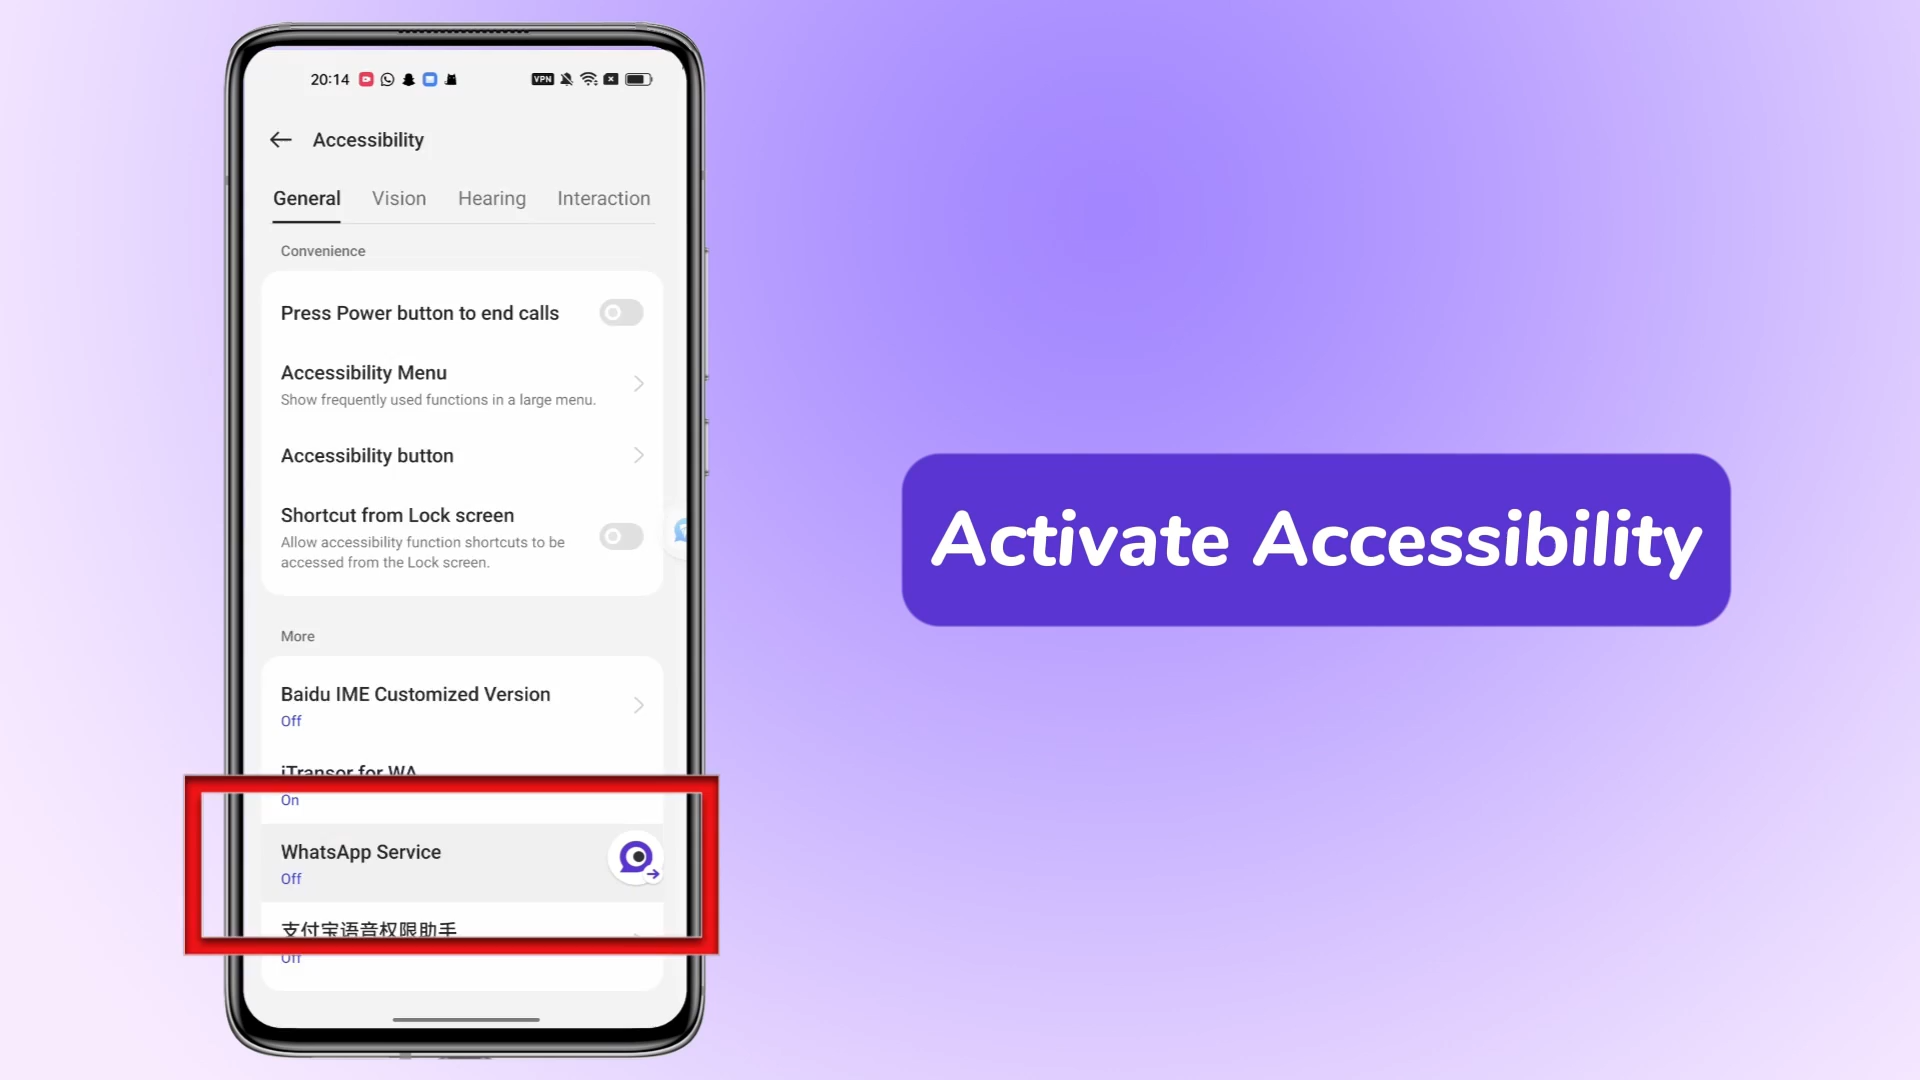 20:14
VPN
Accessibility
General Vision Hearing Interaction
Convenience
Press Power button to end calls
Accessibility Menu
Show frequently used functions in a large menu.
Accessibility button
Shortcut from Lock screen
Allow accessibility function shortcuts to be
accessed from the Lock screen.
More
Baidu IME Customized Version
Off
iTransor for WA
On
WhatsApp Service
Off
支付宝语音权限助手
Off
Activate Accessibility